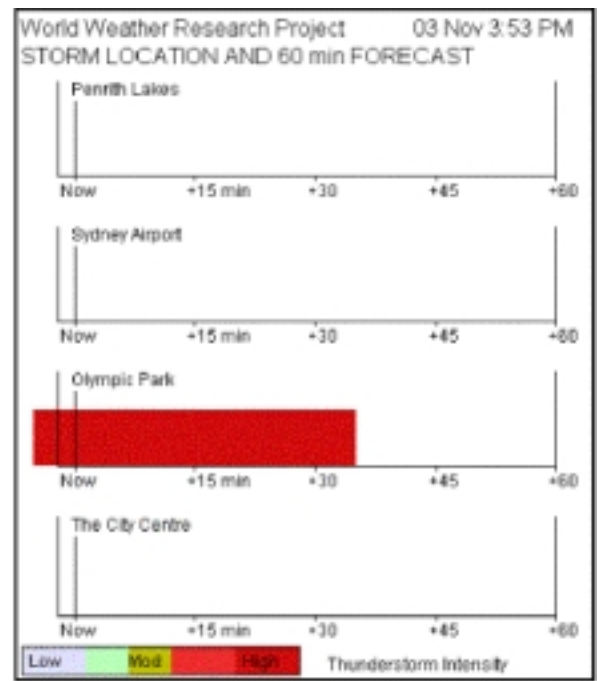 World Weather Research Project 03 Nov 3:53 PM
STORM LOCATION AND 60 min FORECAST
Penrith Lakes
Now +15 min +30 +45 +60
Sydney Airport
Now +15 min +30 +45 +60
Olympic Park
Now +15 min +30 +45 +60
The City Centre
Now +15 min +30 +45 +60
Low Mod High Thunderstorm Intensity